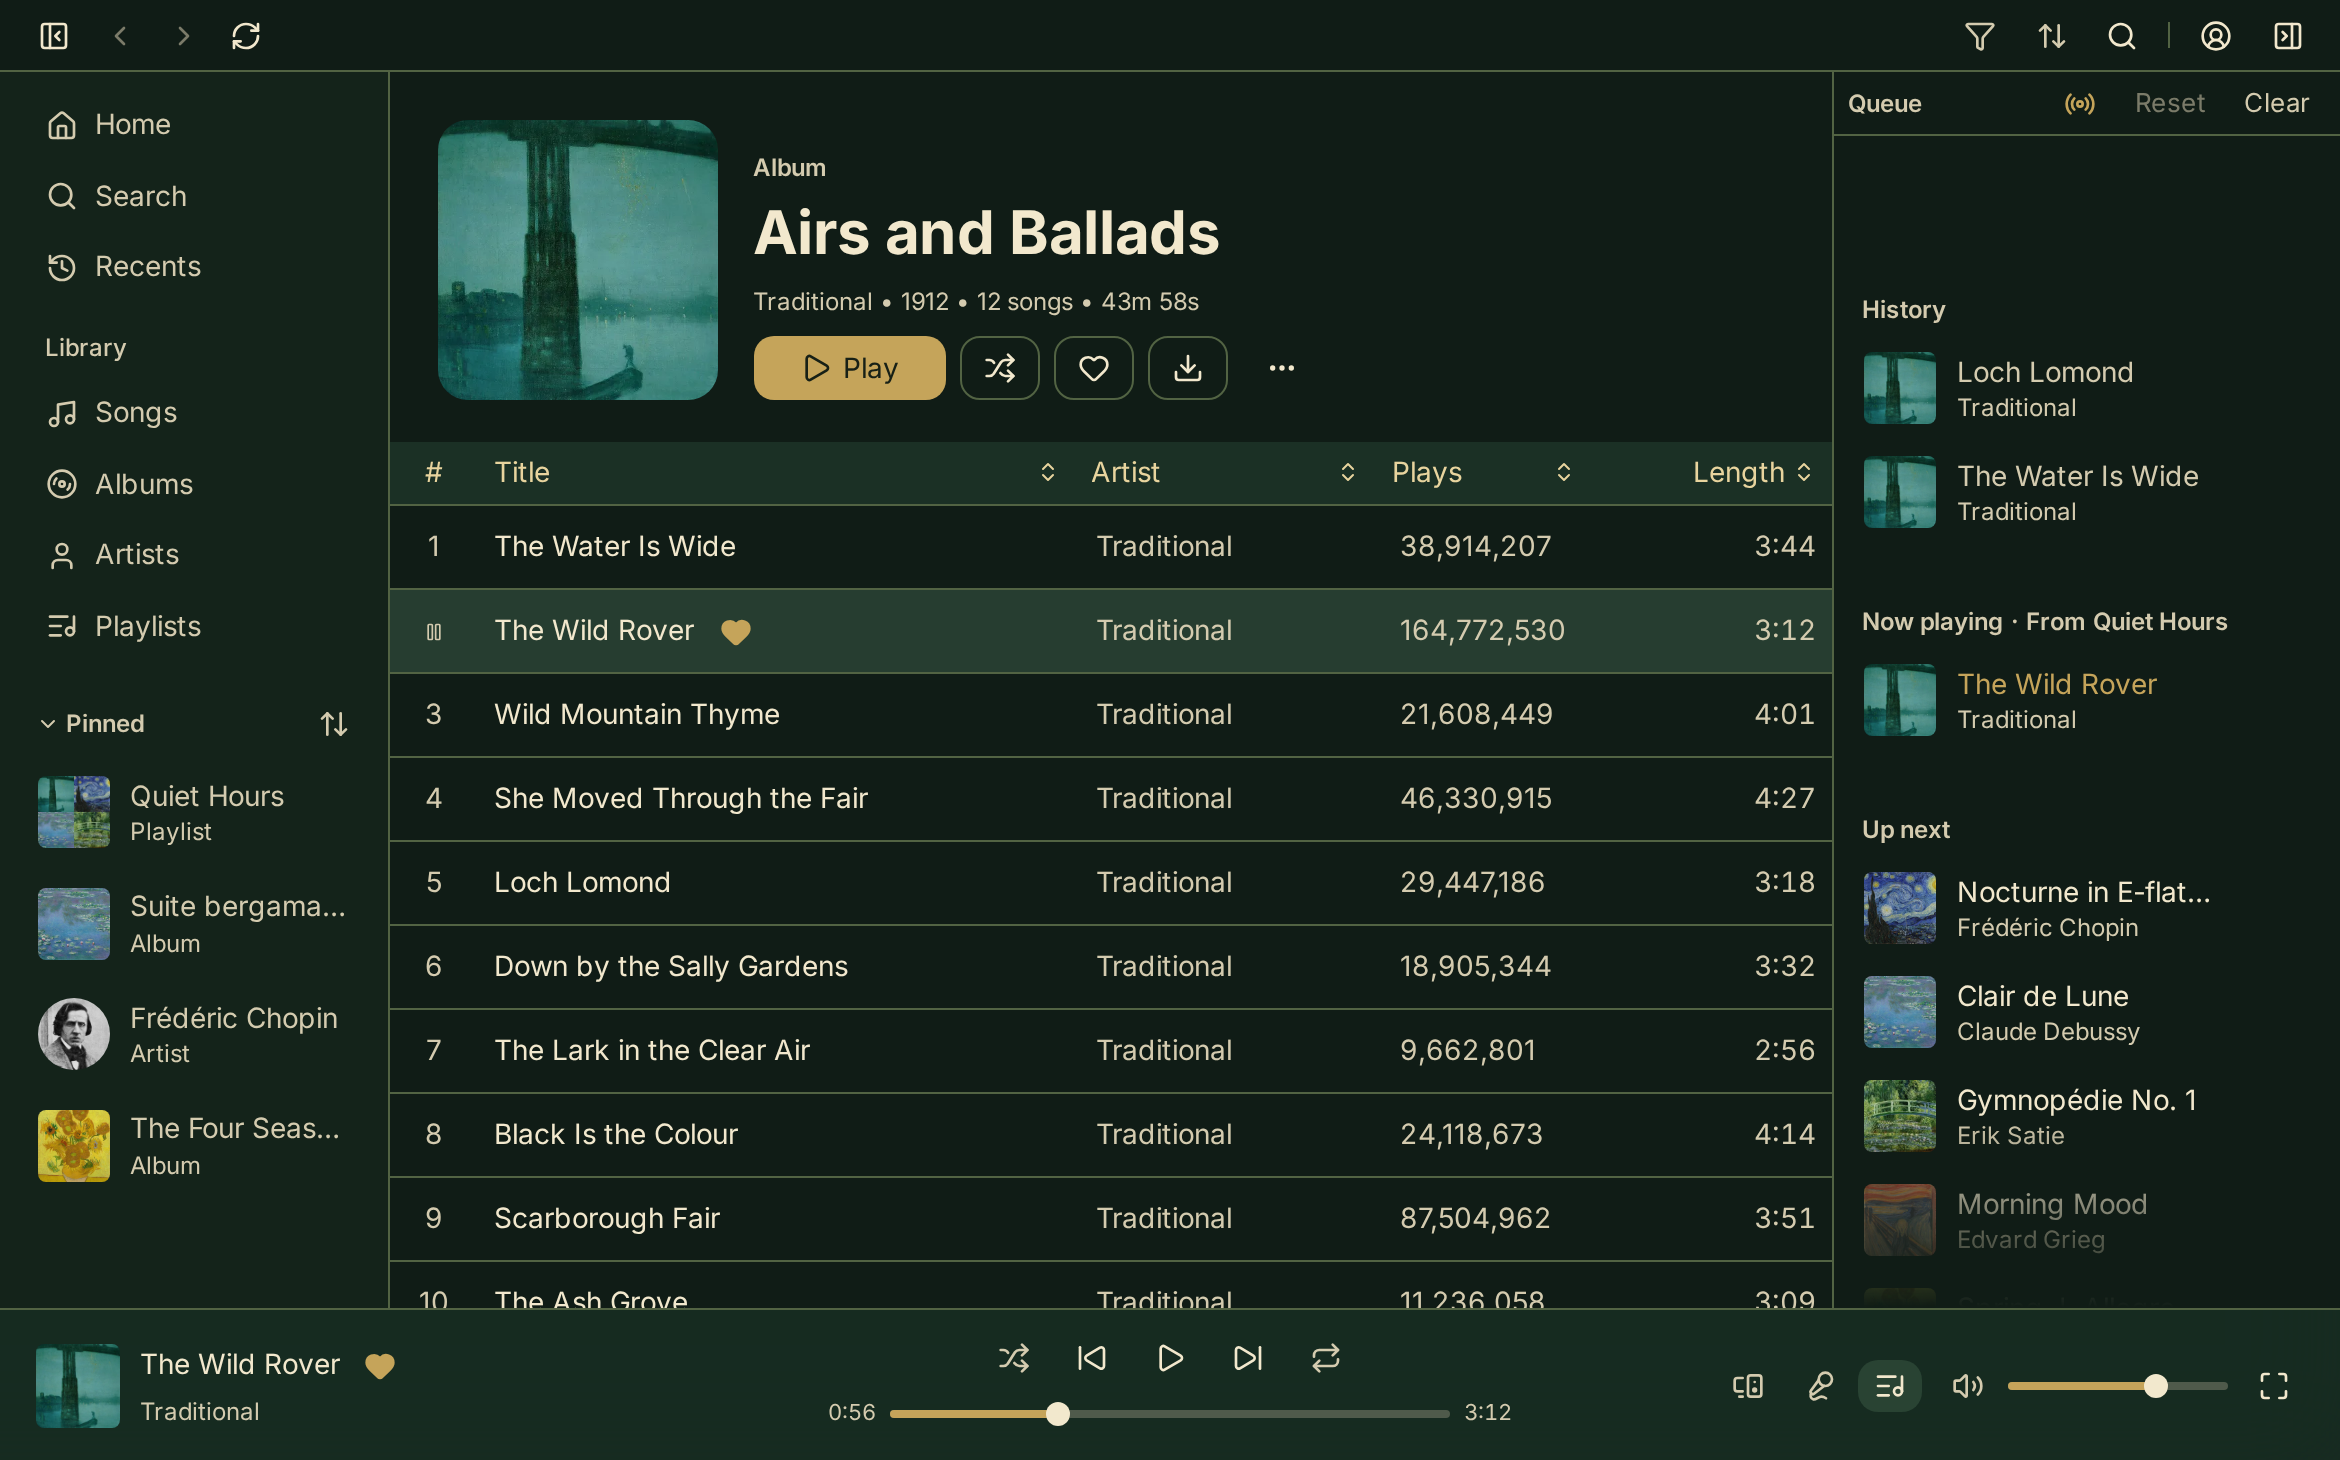 Home
Search
Recents
Library
Songs
Albums
Artists
Playlists
Pinned
Quiet Hours
Playlist
Suite bergama...
Album
Frédéric Chopin
Artist
The Four Seas...
Album
Album
Airs and Ballads
Traditional • 1912 • 12 songs • 43m 58s
Play
# Title Artist Plays Length
1 The Water Is Wide Traditional 38,914,207 3:44
The Wild Rover Traditional 164,772,530 3:12
3 Wild Mountain Thyme Traditional 21,608,449 4:01
4 She Moved Through the Fair Traditional 46,330,915 4:27
5 Loch Lomond Traditional 29,447,186 3:18
6 Down by the Sally Gardens Traditional 18,905,344 3:32
7 The Lark in the Clear Air Traditional 9,662,801 2:56
8 Black Is the Colour Traditional 24,118,673 4:14
9 Scarborough Fair Traditional 87,504,962 3:51
10 The Ash Grove Traditional 11,236,058 3:09
Queue Reset Clear
History
Loch Lomond
Traditional
The Water Is Wide
Traditional
Now playing · From Quiet Hours
The Wild Rover
Traditional
Up next
Nocturne in E-flat...
Frédéric Chopin
Clair de Lune
Claude Debussy
Gymnopédie No. 1
Erik Satie
Morning Mood
Edvard Grieg
The Wild Rover
Traditional
0:56 3:12